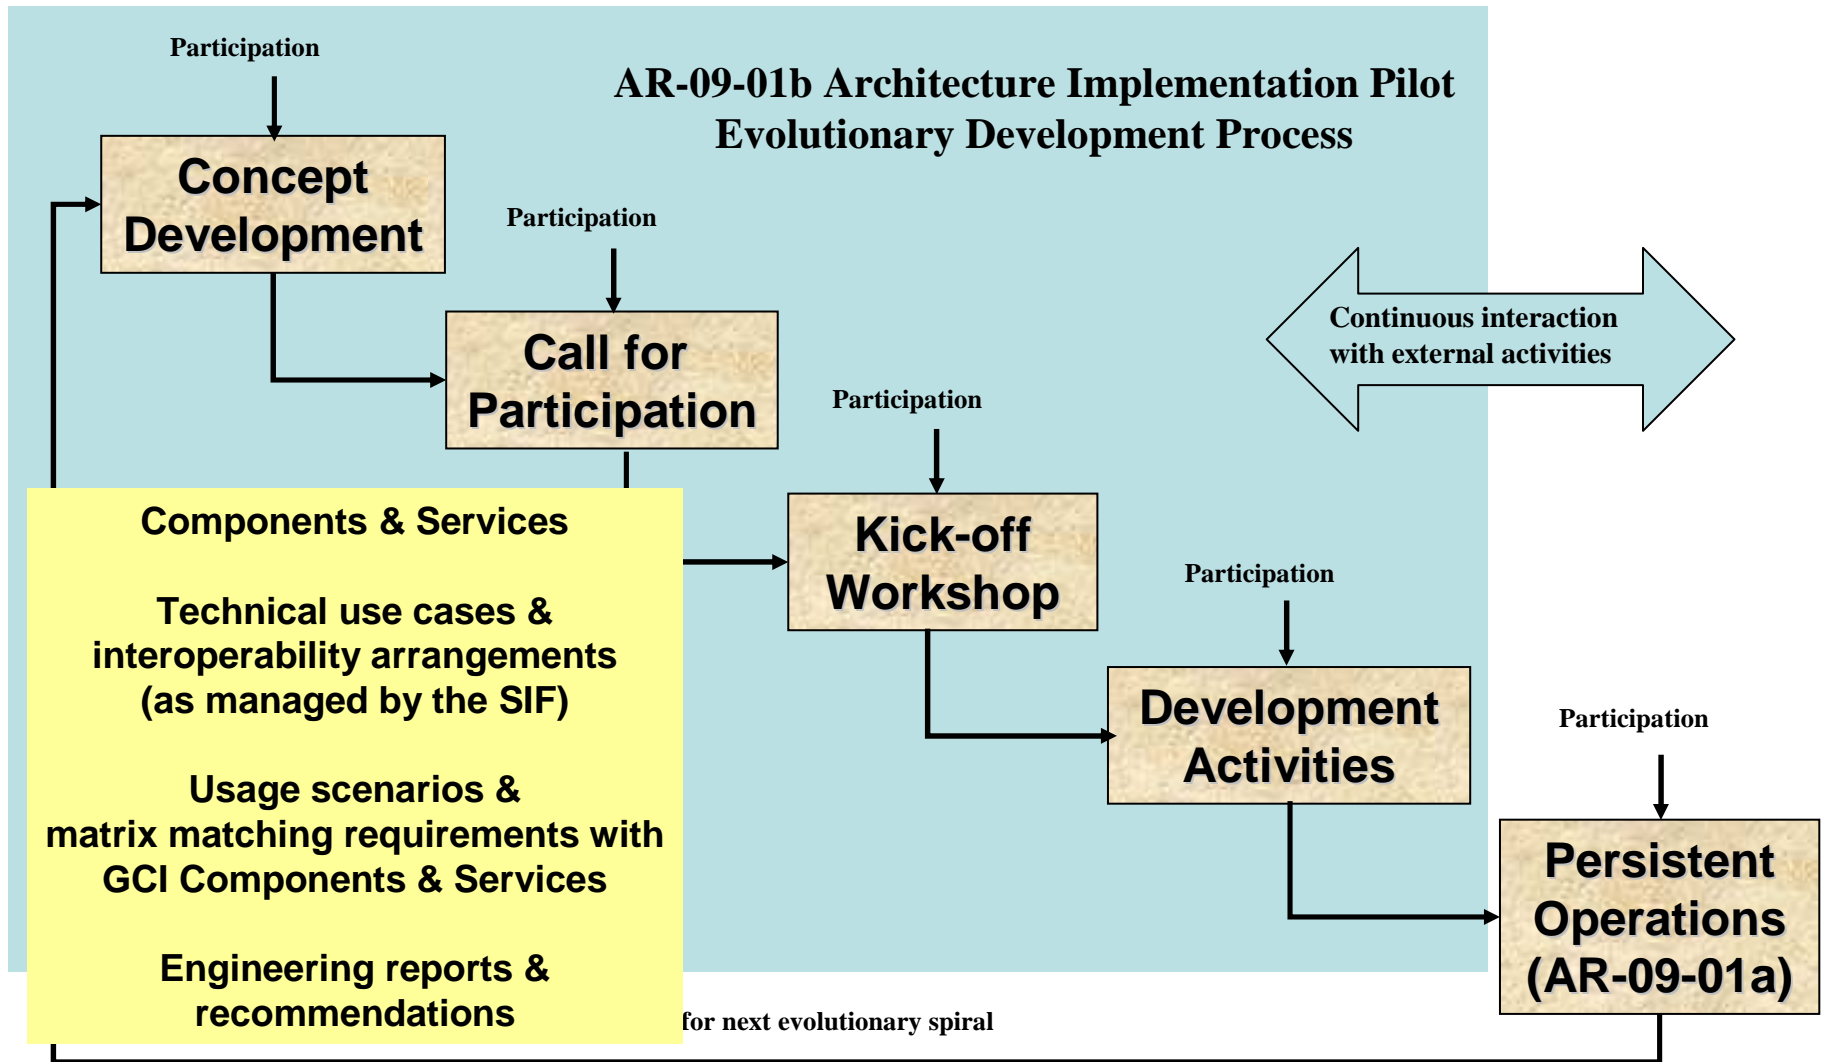 Participation
AR-09-01b Architecture Implementation Pilot
Evolutionary Development Process
Concept
Development
Participation
Call for
Participation
Continuous interaction
with external activities
Participation
Kick-off
Workshop
Participation
Development
Activities
Participation
Persistent
Operations
(AR-09-01a)
Components & Services
Technical use cases &
interoperability arrangements
(as managed by the SIF)
Usage scenarios &
matrix matching requirements with
GCI Components & Services
Engineering reports &
recommendations
for next evolutionary spiral